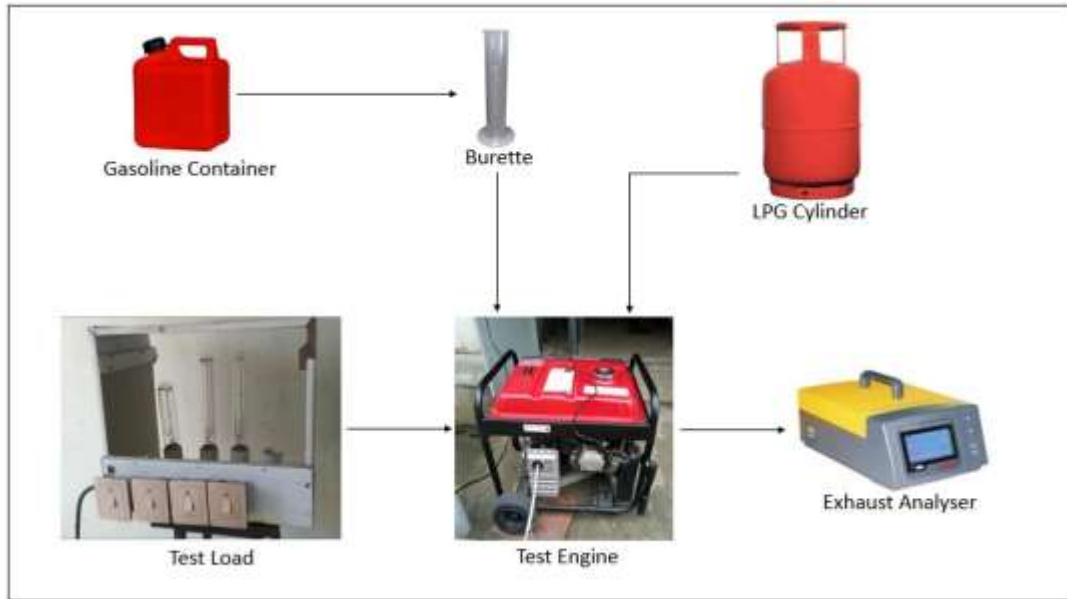 Gasoline Container
Burette
LPG Cylinder
Test Load
Test Engine
Exhaust Analyser